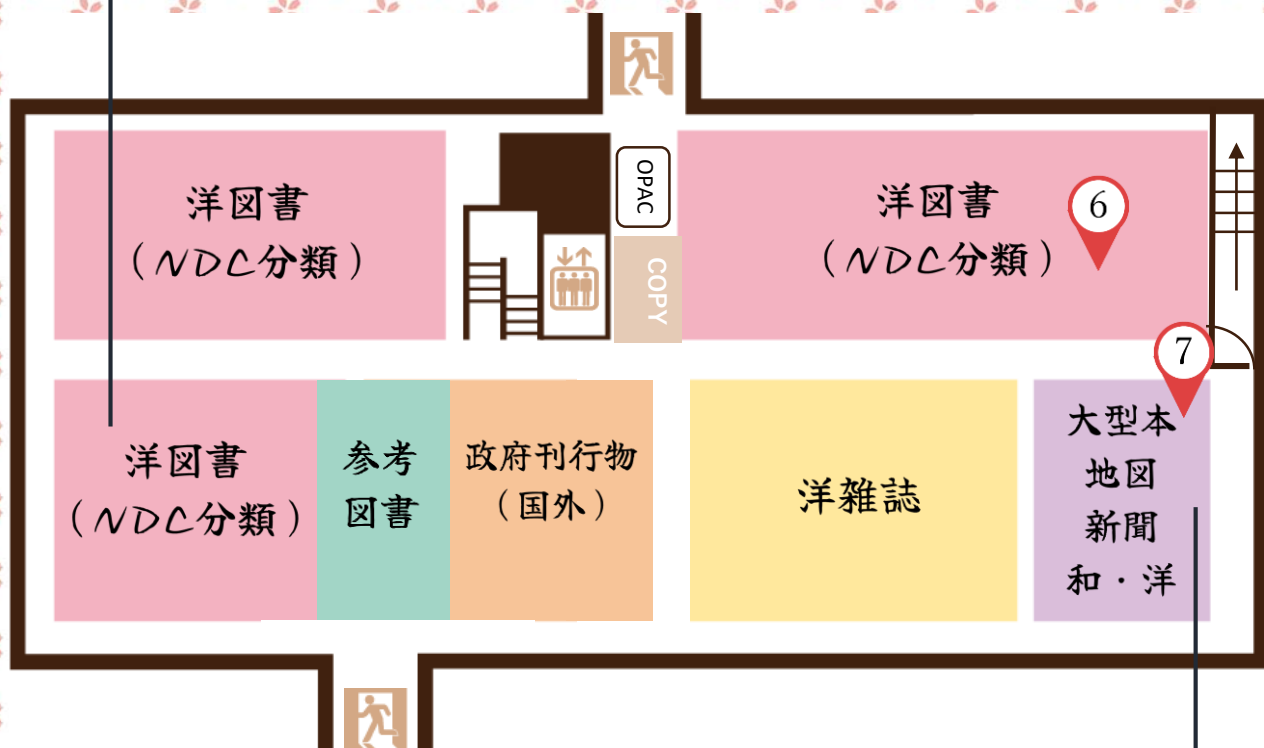 洋図書
（NDC分類）
OPAC
COPY
洋図書
（NDC分類）
6
7
洋図書
（NDC分類）
参考
図書
政府刊行物
（国外）
洋雑誌
大型本
地図
新聞
和・洋